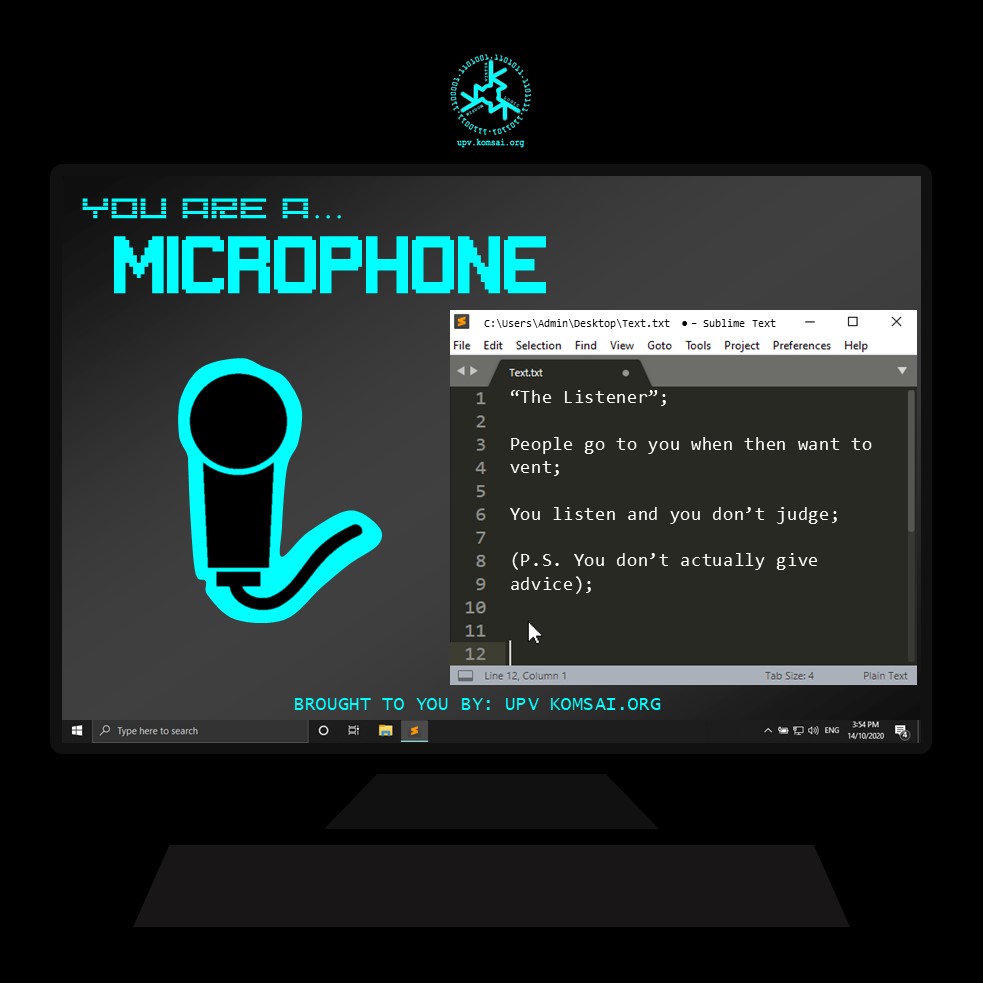 upv.komsai.org
YOU ARE A...
MICROPHONE
C:\Users\Admin\Desktop\Text.txt ● - Sublime Text
File Edit Selection Find View Goto Tools Project Preferences Help
Text.txt
1 “The Listener”;
2
3 People go to you when then want to
4 vent;
5
6 You listen and you don’t judge;
7
8 (P.S. You don’t actually give
9 advice);
10
11
12
Line 12, Column 1 Tab Size: 4 Plain Text
BROUGHT TO YOU BY: UPV KOMSAI.ORG
Type here to search
ENG
3:54 PM
14/10/2020
4